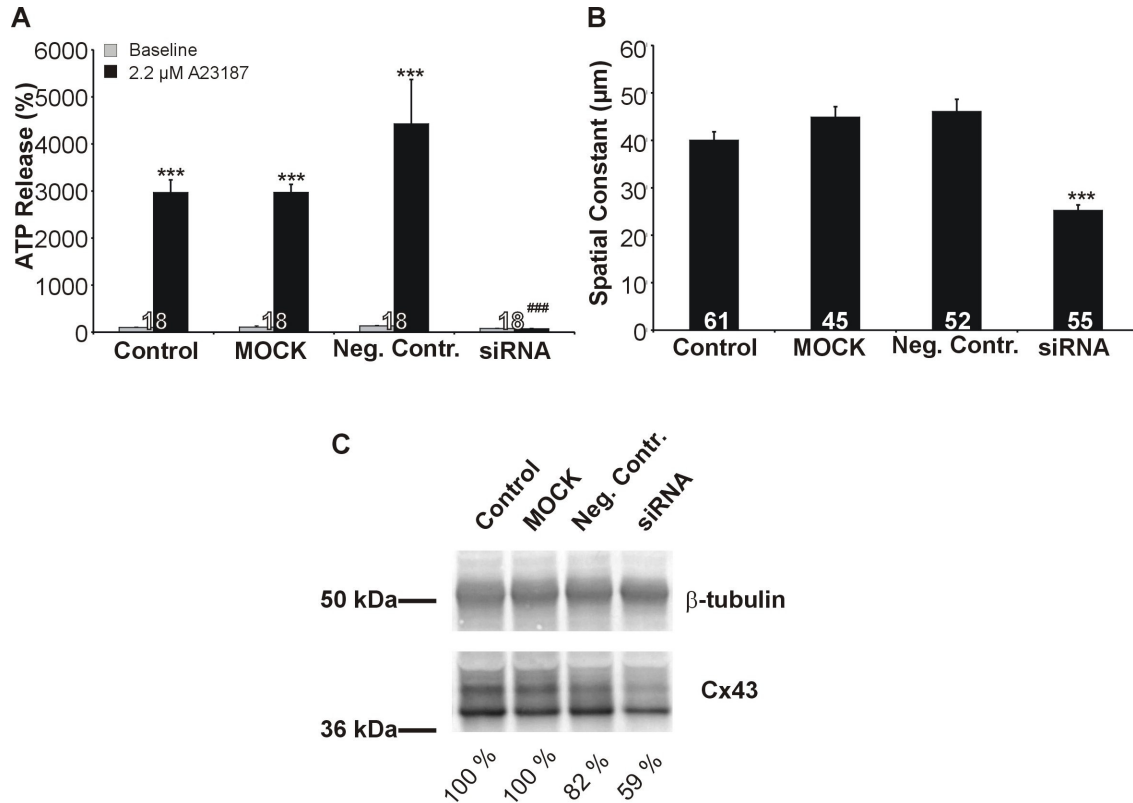 A
ATP Release (%)
6000
5000
4000
3000
2000
1000
0
Baseline
2.2 µM A23187
***
***
***
###
18
18
18
18
Control
MOCK
Neg. Contr.
siRNA
B
Spatial Constant (µm)
60
50
40
30
20
10
0
***
61
45
52
55
Control
MOCK
Neg. Contr.
siRNA
C
Control
MOCK
Neg. Contr.
siRNA
50 kDa
β-tubulin
Cx43
36 kDa
100 %
100 %
82 %
59 %